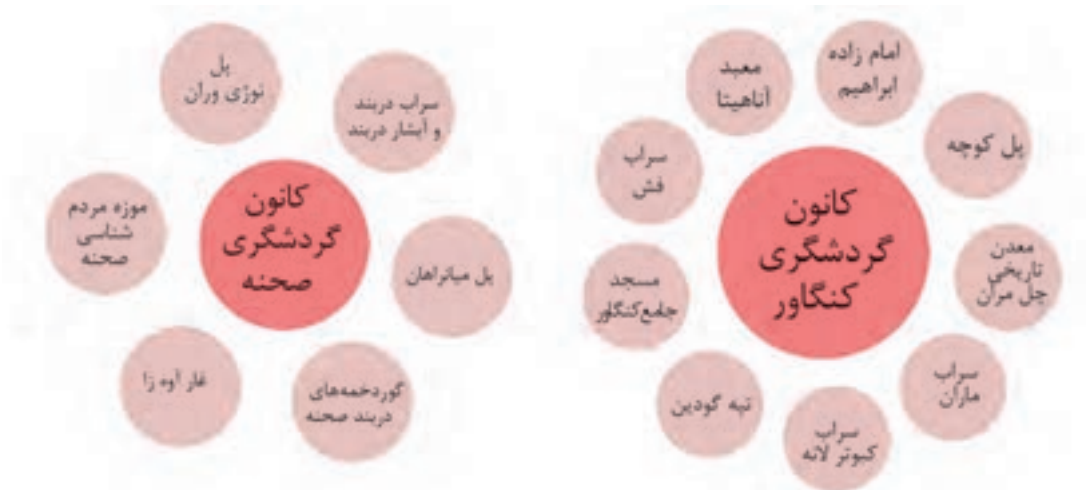 کانون
گردشگری
کنگاور
امام زاده
ابراهیم
پل کوچه
معدن
تاریخی
چل مران
سراب
ماران
سراب
کبوتر لانه
تپه گودین
مسجد
جامع کنگاور
سراب
فش
معبد
آناهیتا
کانون
گردشگری
صحنه
سراب دربند
و آبشار دربند
پل میانراهان
گوردخمه‌های
دربند صحنه
غار آوه زا
موزه مردم
شناسی
صحنه
پل
نوژی وران